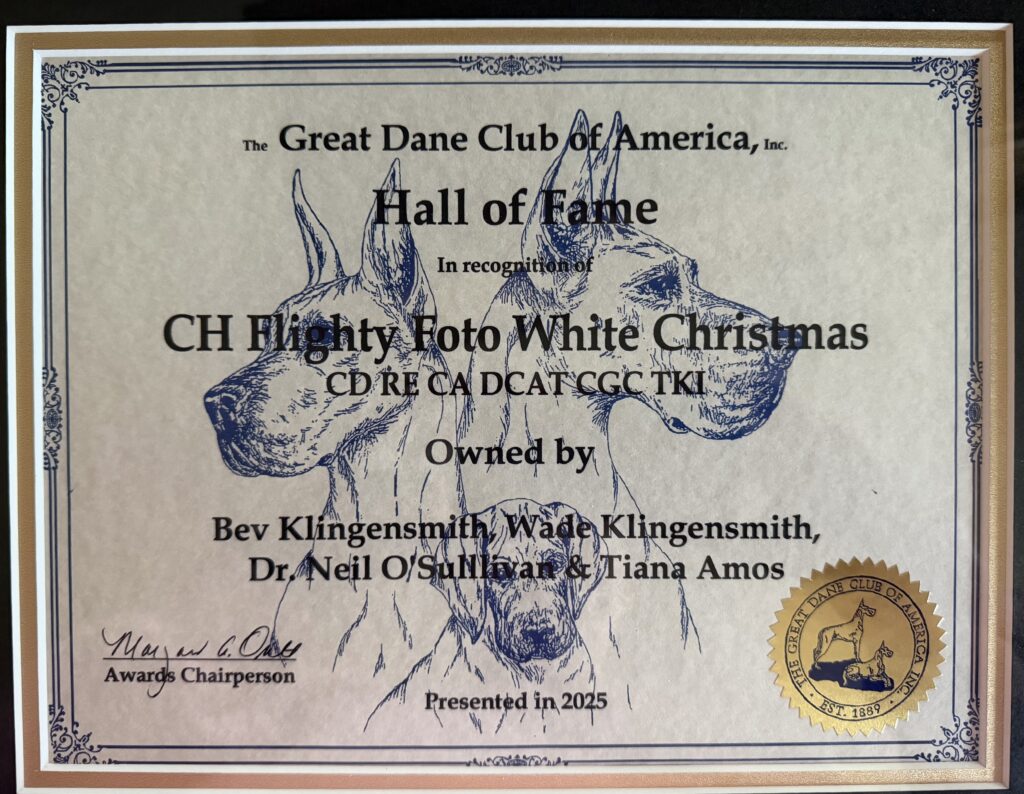 The Great Dane Club of America, Inc.
Hall of Fame
In recognition of
CH Flighty Foto White Christmas
CD RE CA DCAT CGC TKI
Owned by
Bev Klingensmith, Wade Klingensmith,
Dr. Neil O'Sulllivan & Tiana Amos
Awards Chairperson
Presented in 2025
THE GREAT DANE CLUB OF AMERICA INC.
· EST. 1889 ·